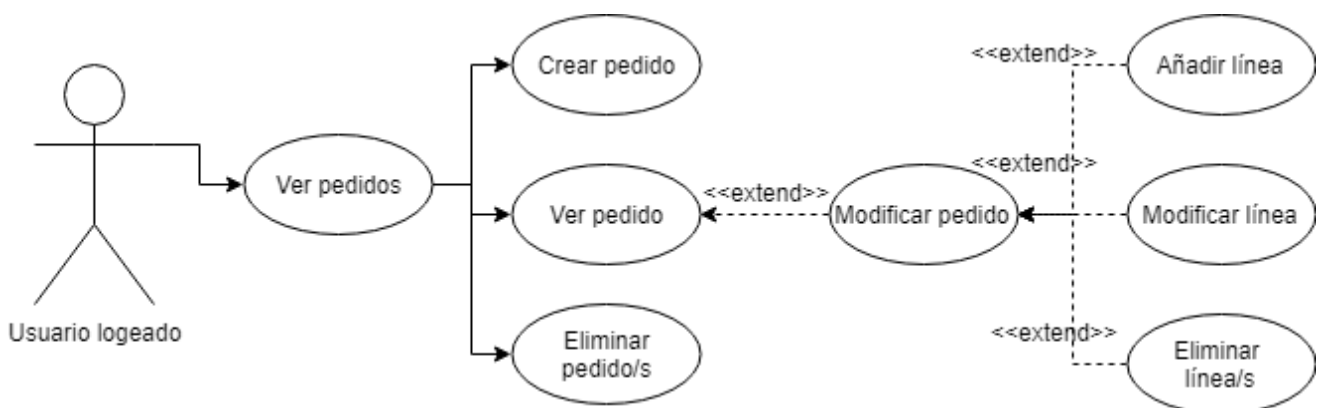 <<extend>>
Crear pedido
Añadir línea
Ver pedidos
<<extend>>
<<extend>>
Ver pedido
Modificar pedido
Modificar línea
Usuario logeado
<<extend>>
Eliminar
pedido/s
Eliminar
línea/s